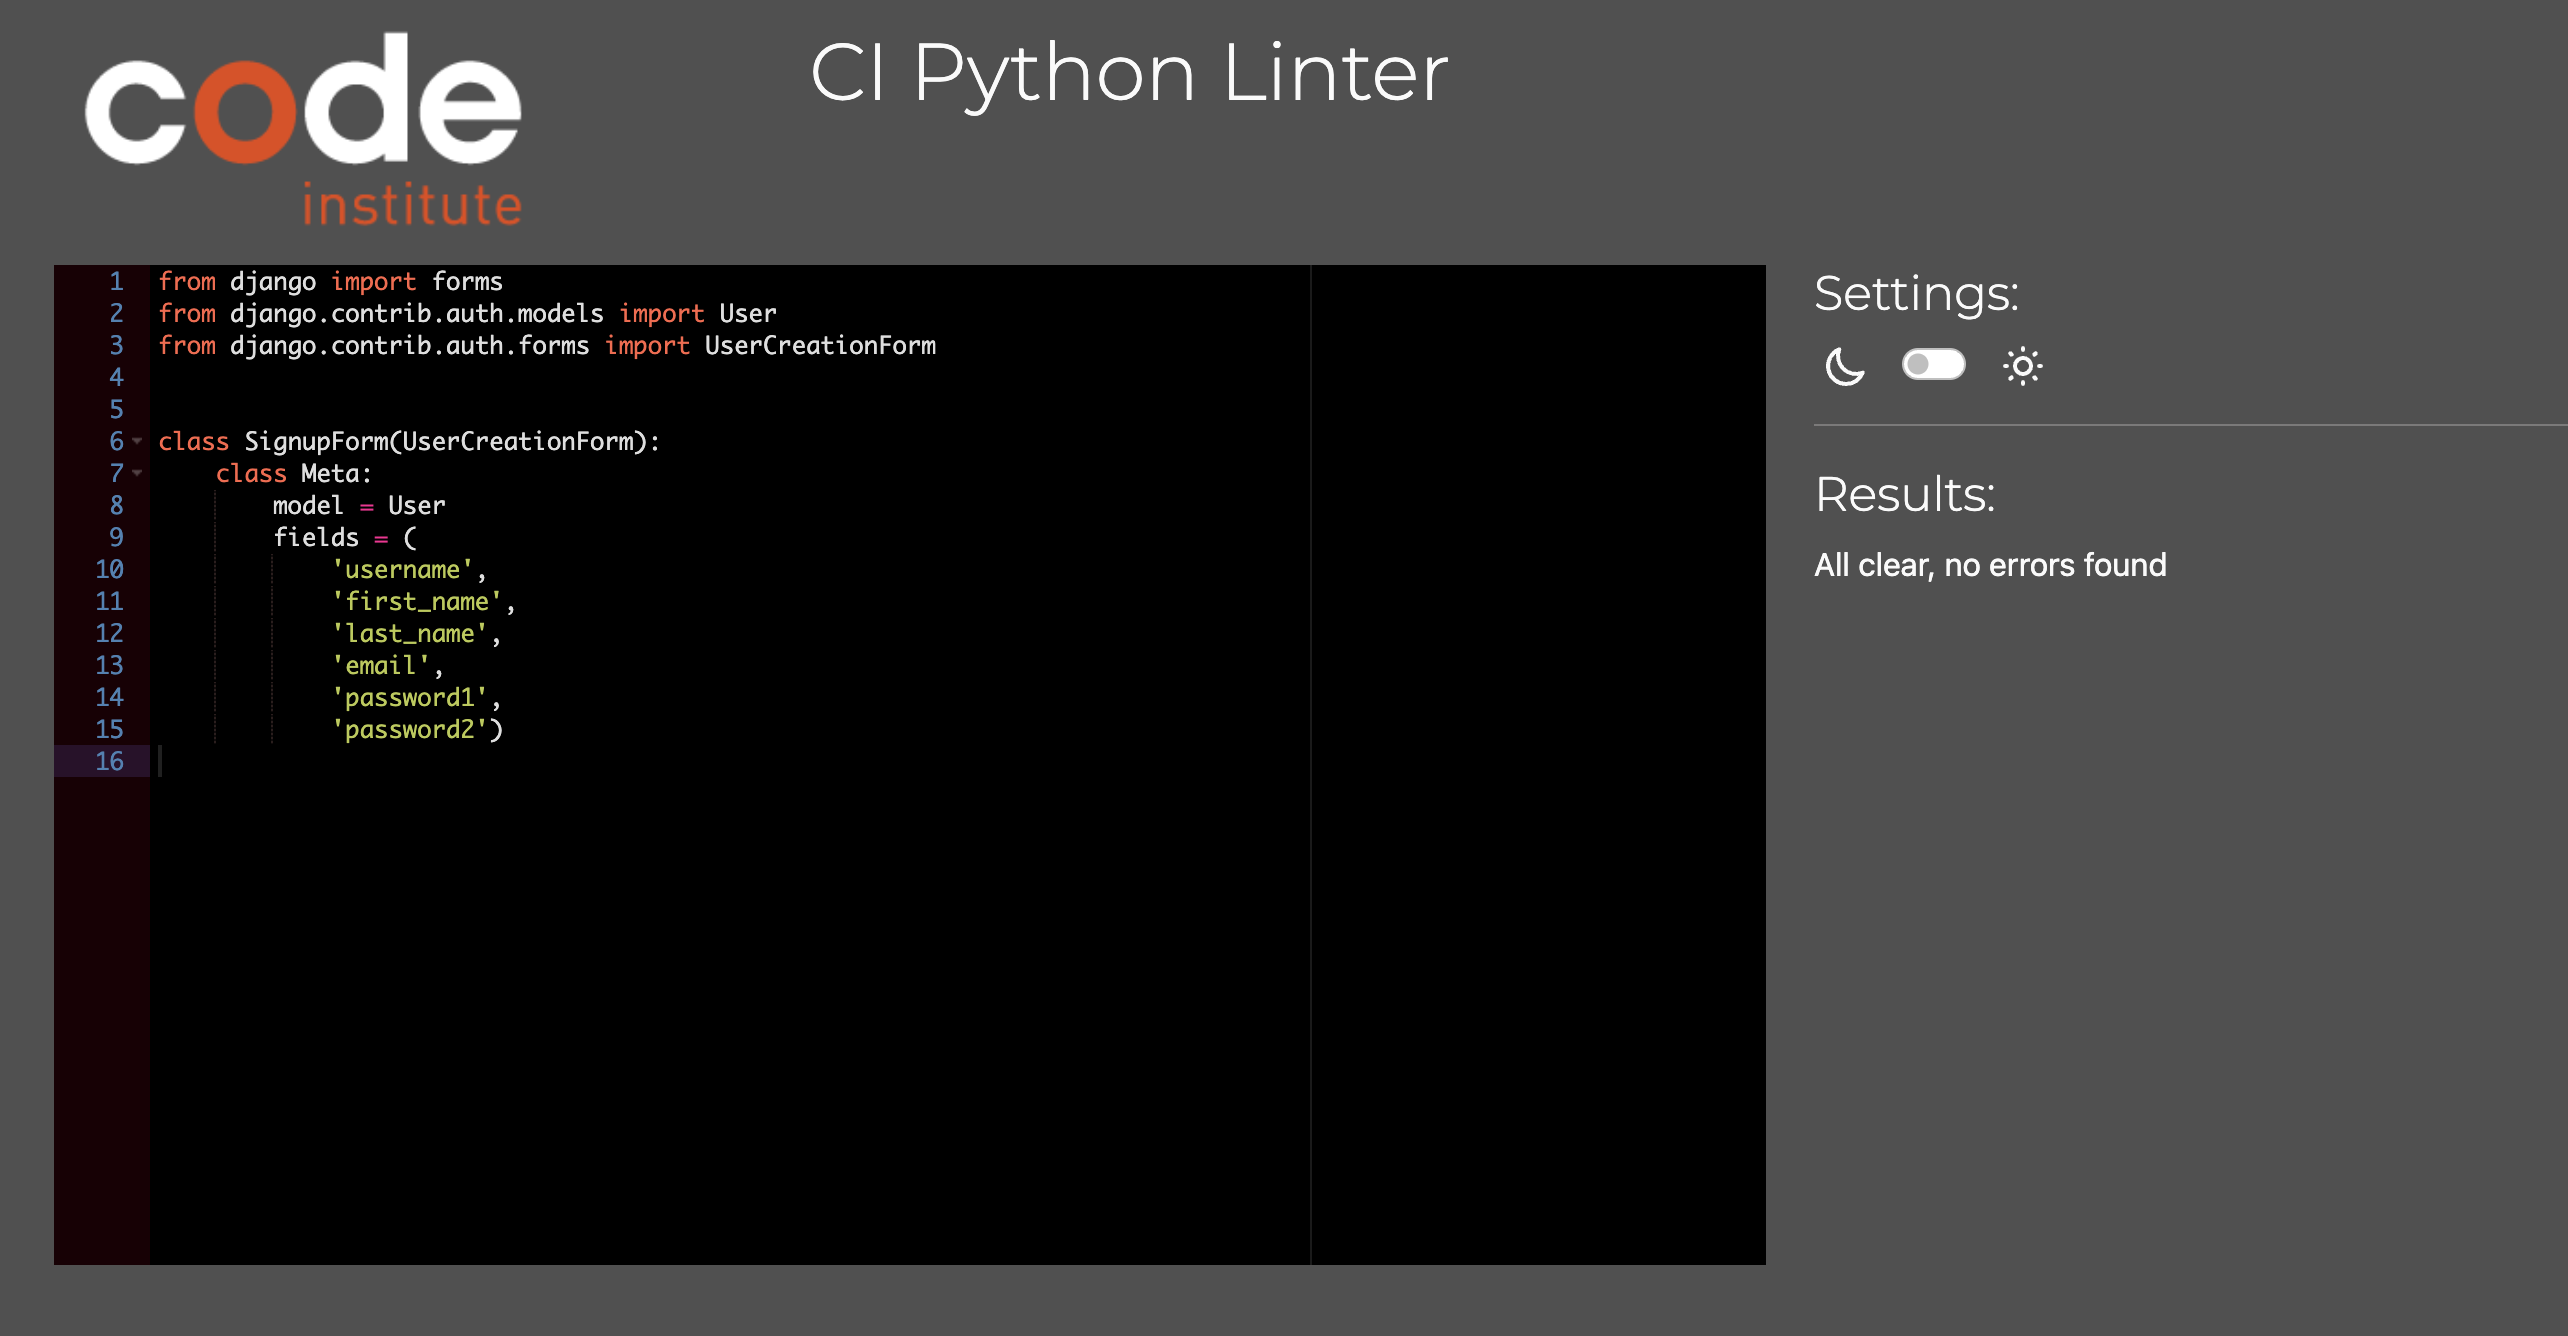 code
institute
CI Python Linter
1 from django import forms
2 from django.contrib.auth.models import User
3 from django.contrib.auth.forms import UserCreationForm
4
5
6 class SignupForm(UserCreationForm):
7     class Meta:
8         model = User
9         fields = (
10             'username',
11             'first_name',
12             'last_name',
13             'email',
14             'password1',
15             'password2')
16
Settings:
Results:
All clear, no errors found